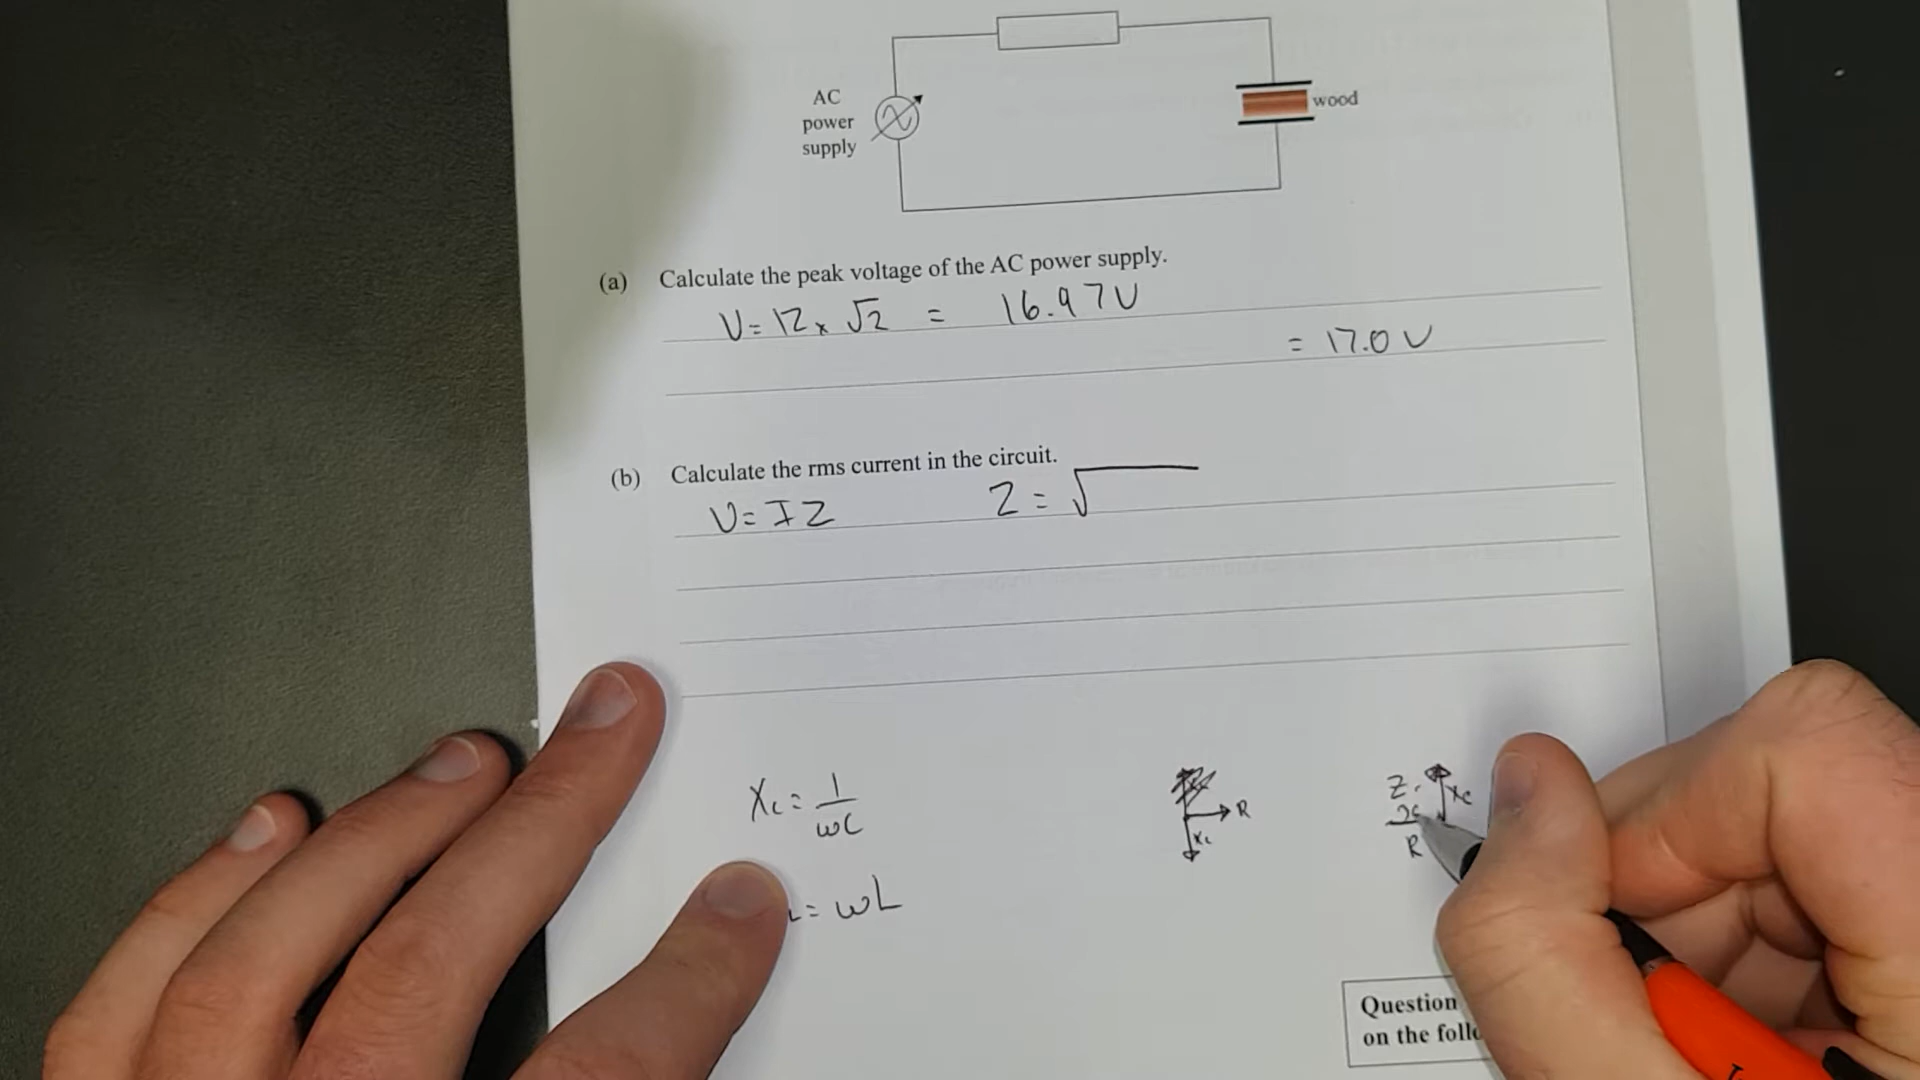 AC
power
supply
wood
(a) Calculate the peak voltage of the AC power supply.
V = 12 × √2 = 16.97V
= 17.0 V
(b) Calculate the rms current in the circuit.
V = IZ Z = √
Xc = 1/ωC
R
Xc
Z
Xc
R
L = ωL
Question
on the